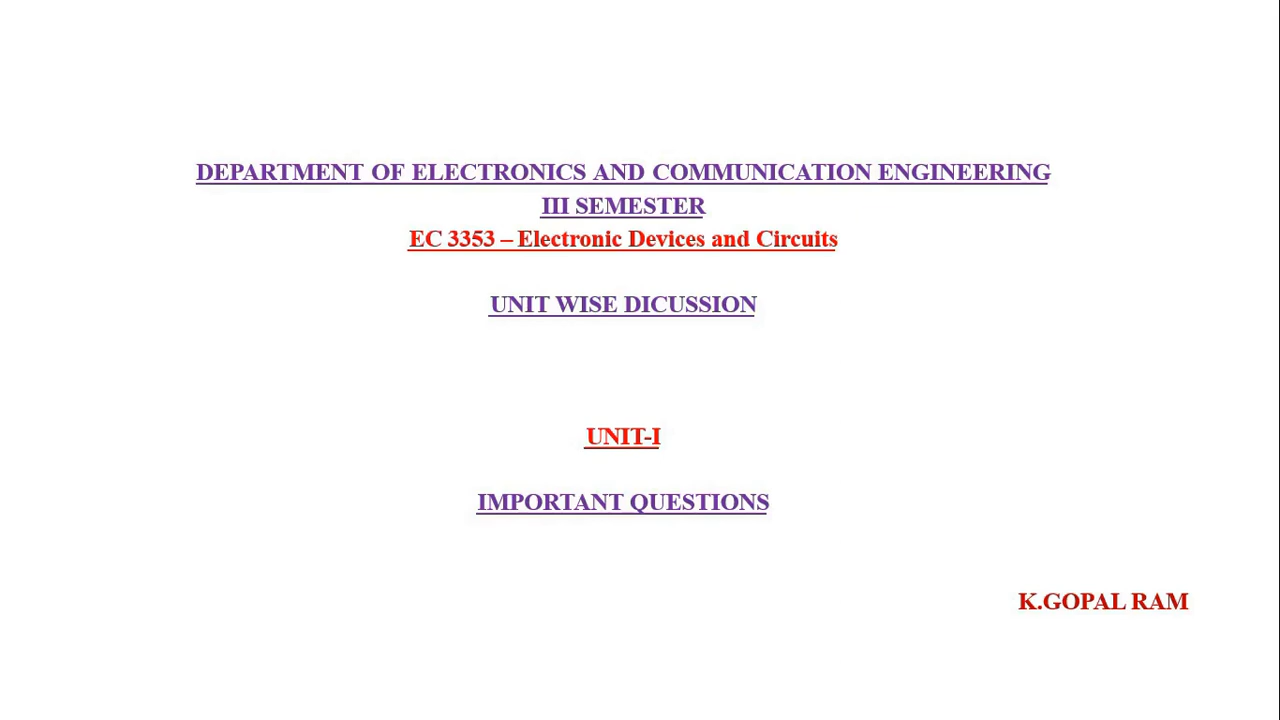 DEPARTMENT OF ELECTRONICS AND COMMUNICATION ENGINEERING
III SEMESTER
EC 3353 – Electronic Devices and Circuits
UNIT WISE DICUSSION
UNIT-I
IMPORTANT QUESTIONS
K.GOPAL RAM